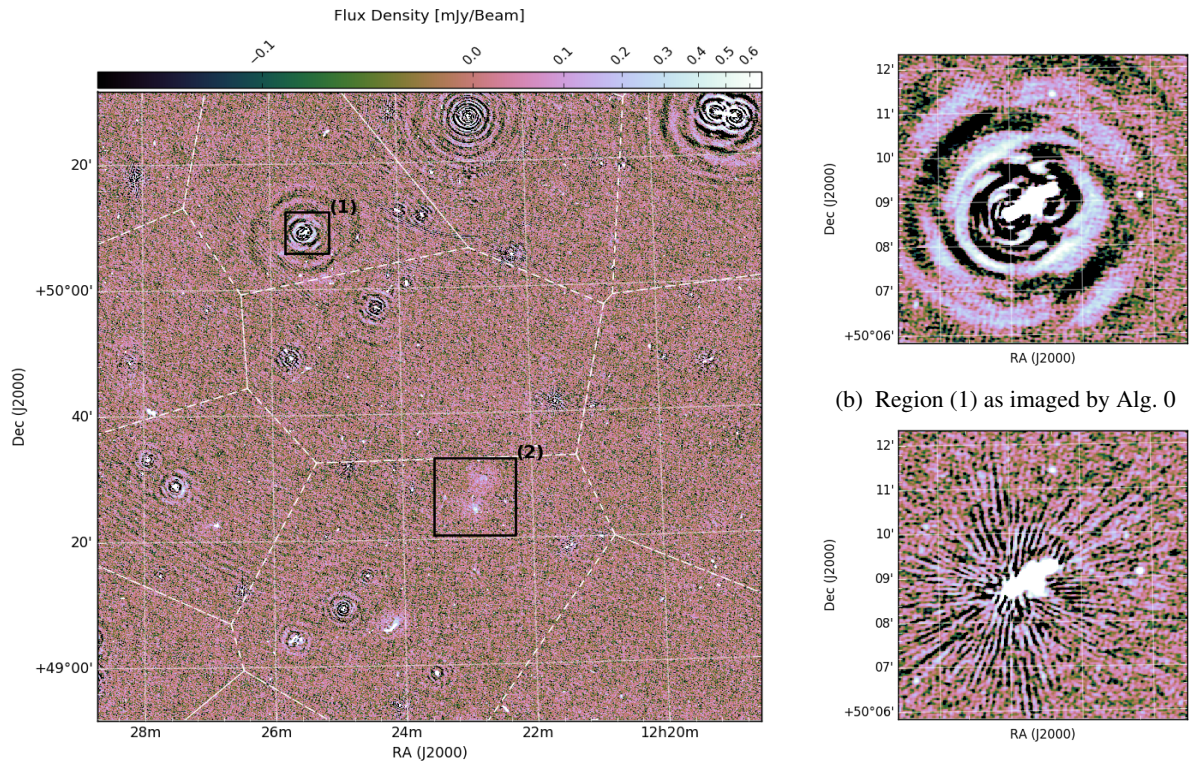 Flux Density [mJy/Beam]
−0.1 0.0 0.1 0.2 0.3 0.4 0.5 0.6
(1)
(2)
20'
+50°00'
40'
20'
+49°00'
Dec (J2000)
28m 26m 24m 22m 12h20m
RA (J2000)
12'
11'
10'
09'
08'
07'
+50°06'
Dec (J2000)
RA (J2000)
(b) Region (1) as imaged by Alg. 0
12'
11'
10'
09'
08'
07'
+50°06'
Dec (J2000)
RA (J2000)